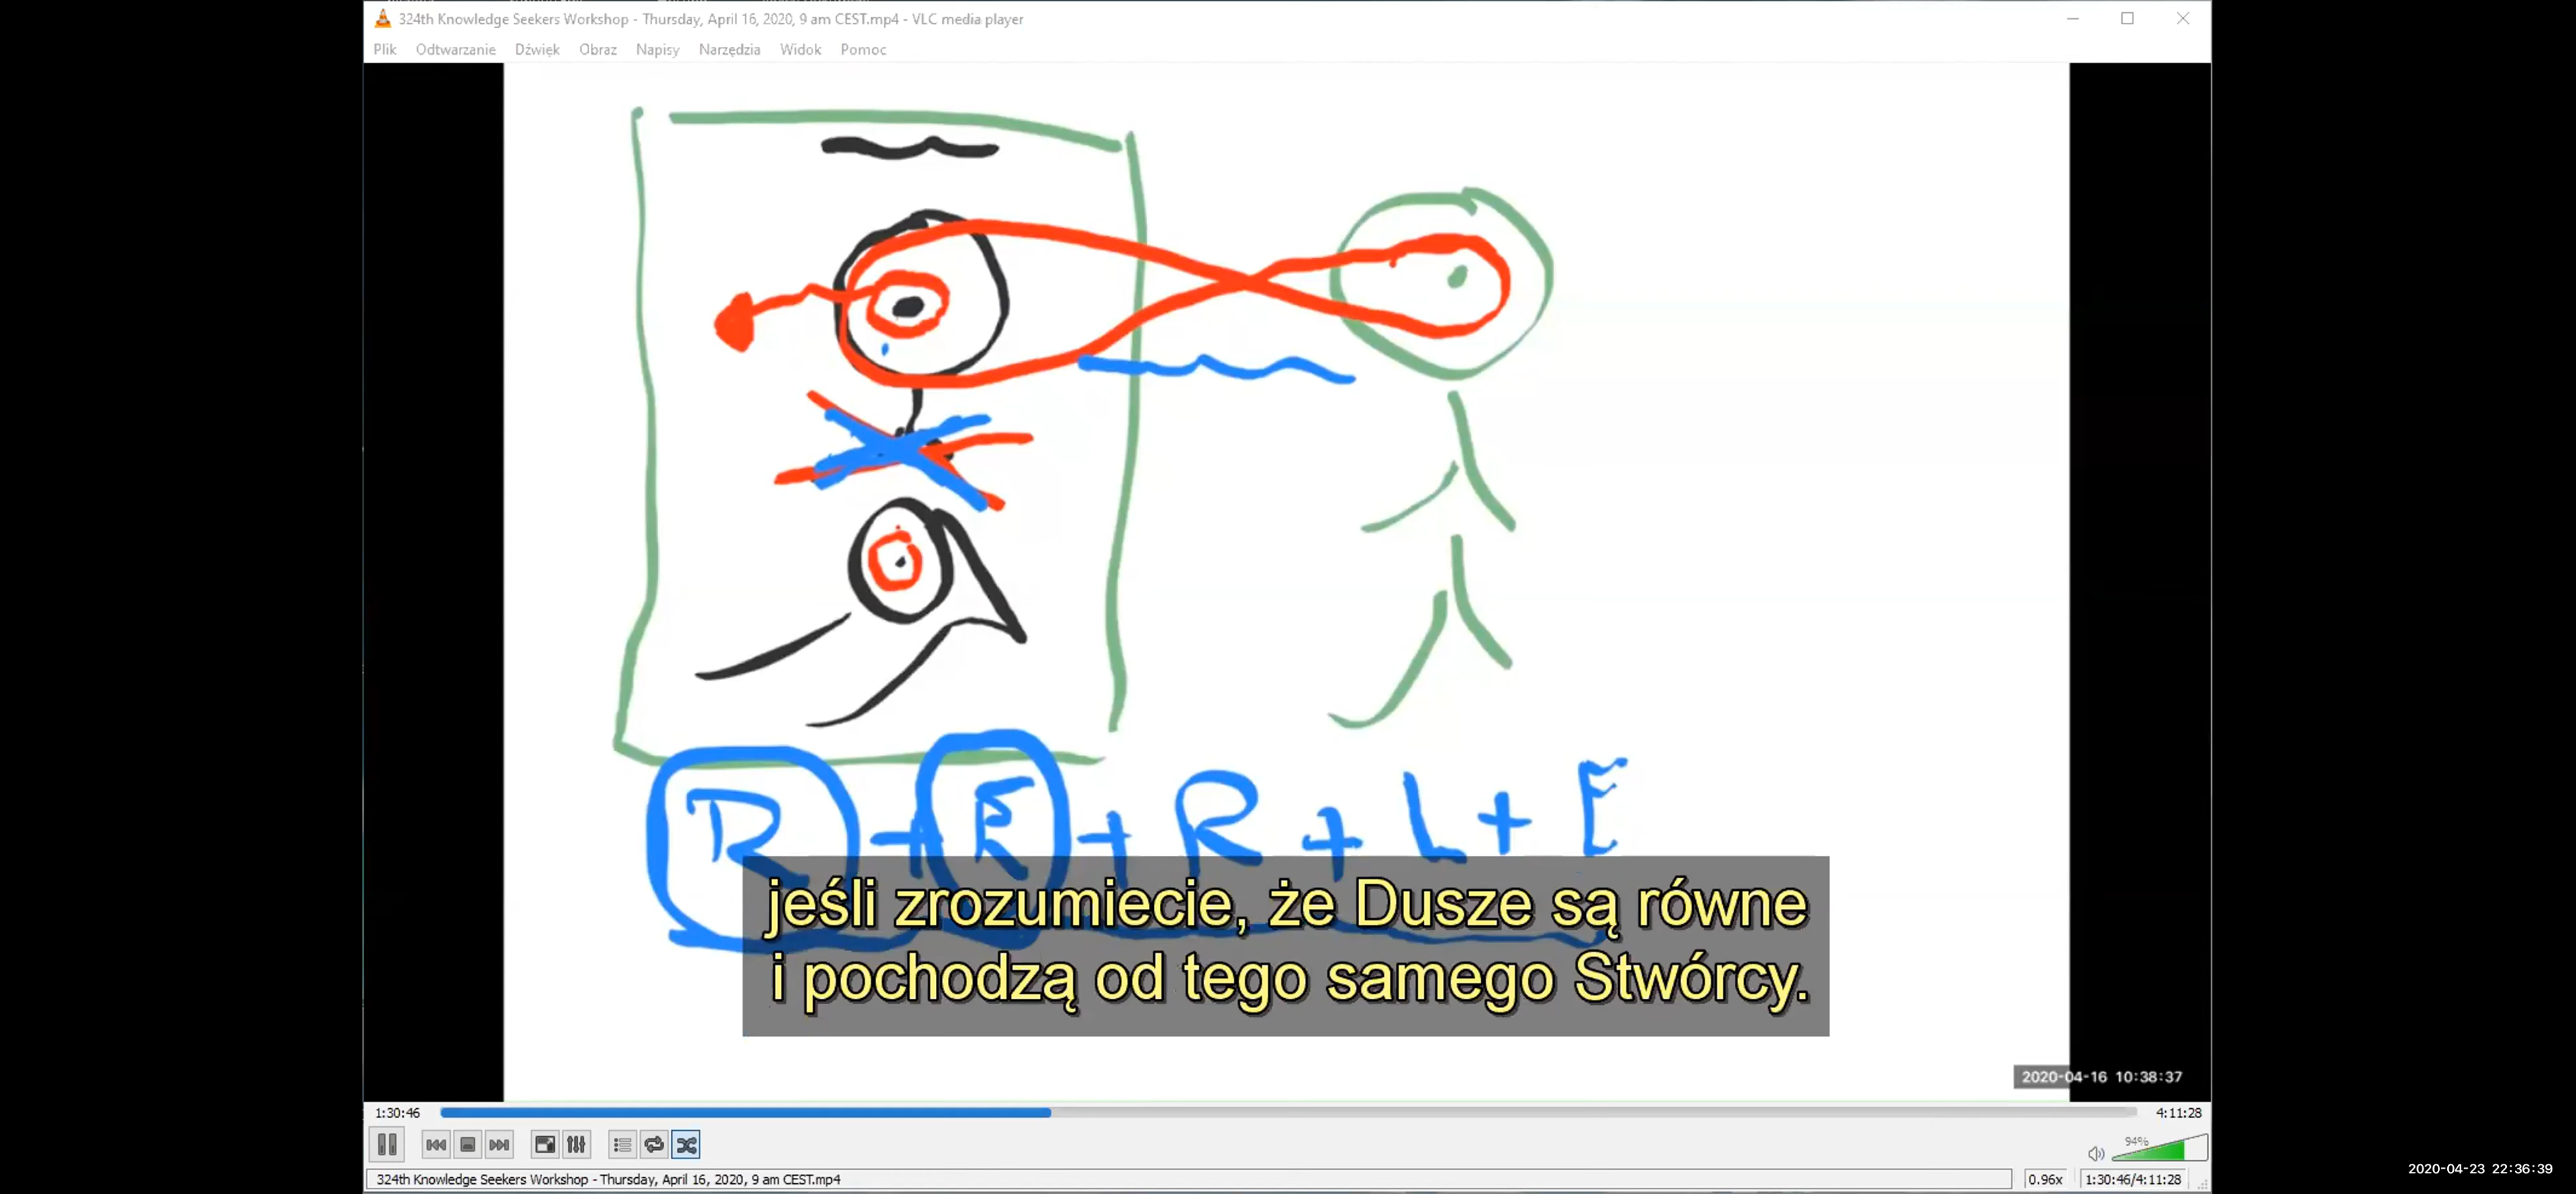 324th Knowledge Seekers Workshop - Thursday, April 16, 2020, 9 am CEST.mp4 - VLC media player
Plik Odtwarzanie Dźwięk Obraz Napisy Narzędzia Widok Pomoc
R + E + R + L + E
jeśli zrozumiecie, że Dusze są równe
i pochodzą od tego samego Stwórcy.
2020-04-16 10:38:37
1:30:46 4:11:28
94%
2020-04-23 22:36:39
324th Knowledge Seekers Workshop - Thursday, April 16, 2020, 9 am CEST.mp4 0.96x 1:30:46/4:11:28